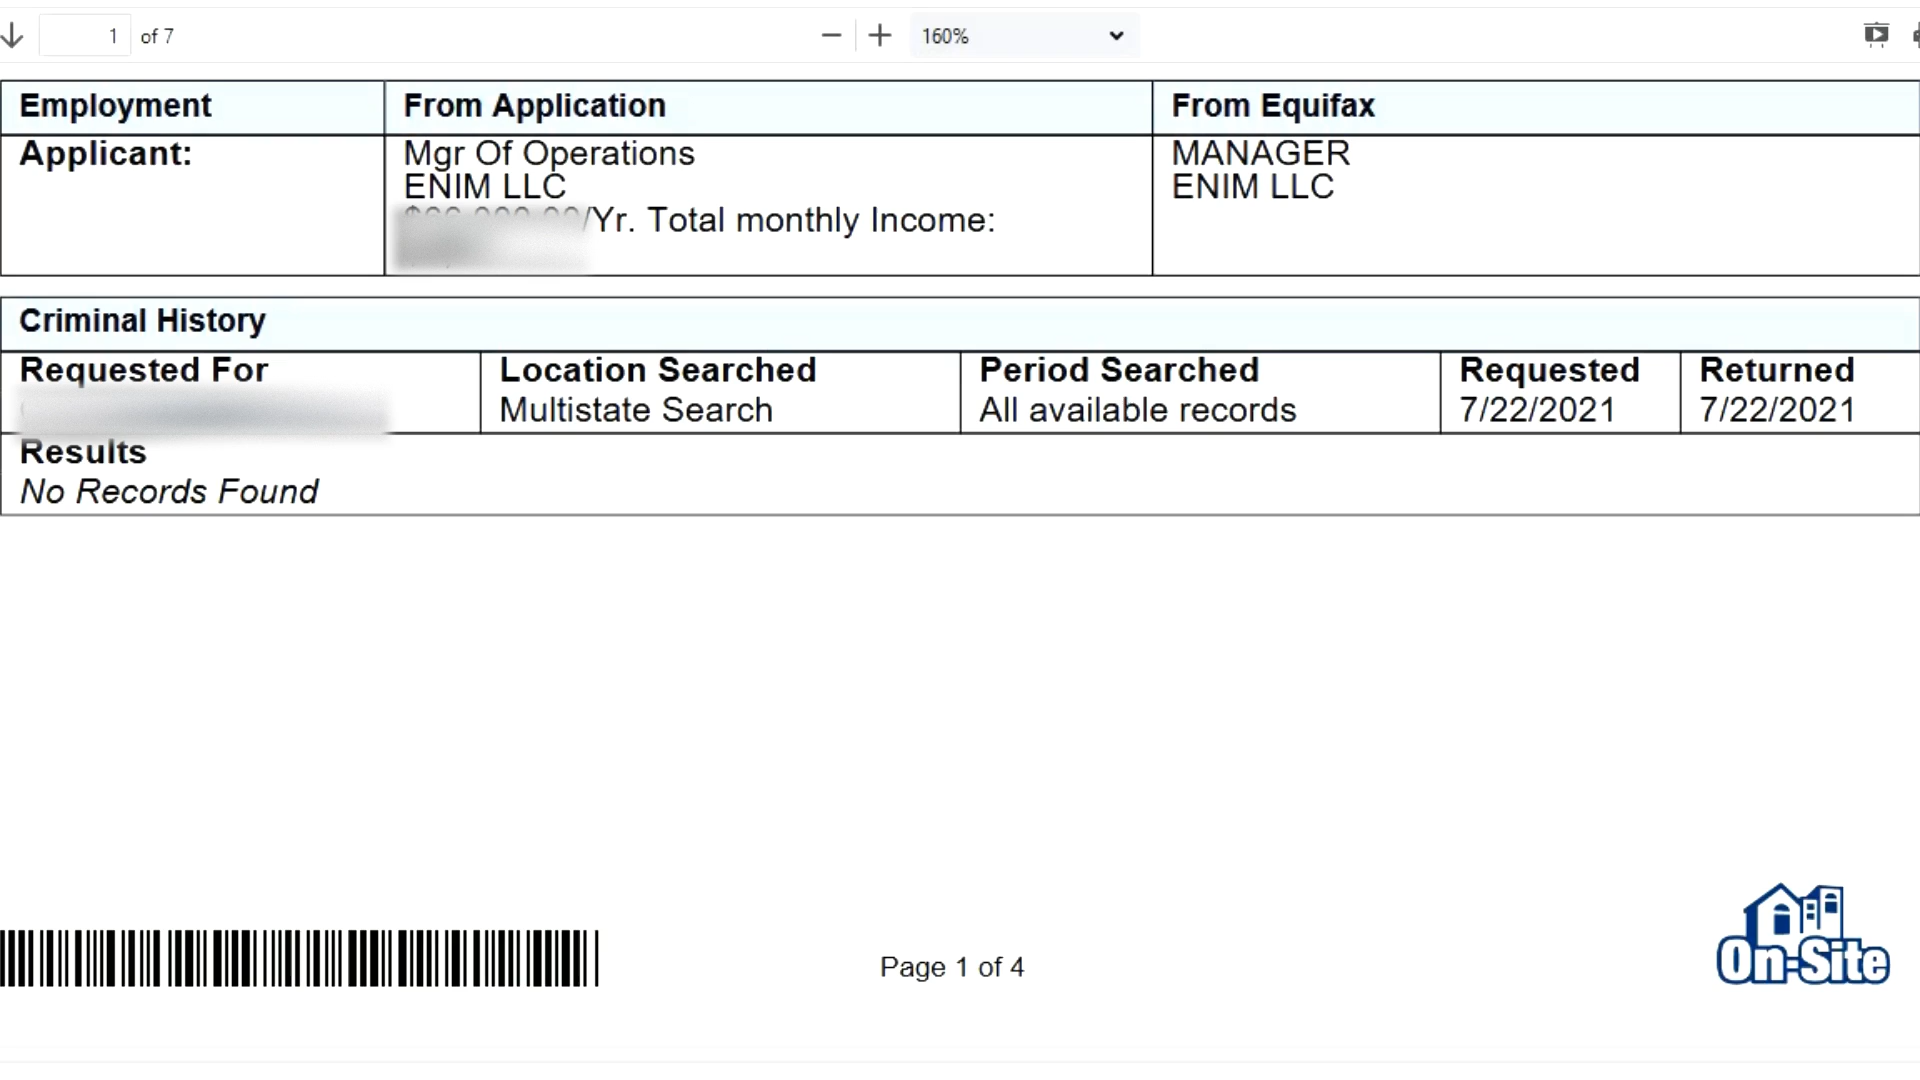 1 of 7
160%
Employment From Application From Equifax
Applicant: Mgr Of Operations MANAGER
ENIM LLC ENIM LLC
/Yr. Total monthly Income:
Criminal History
Requested For Location Searched Period Searched Requested Returned
Multistate Search All available records 7/22/2021 7/22/2021
Results
No Records Found
Page 1 of 4
On-Site